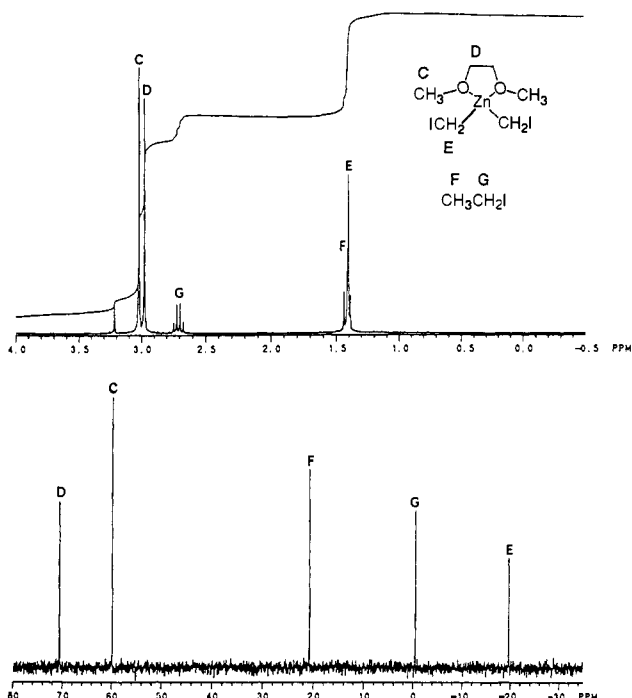 C
D
D
C
O O
CH₃ Zn CH₃
ICH₂ CH₂I
E
E
F G
CH₃CH₂I
F
G
4.0 3.5 3.0 2.5 2.0 1.5 1.0 0.5 0.0 -0.5 PPM
C
F
D
G
E
80 70 60 50 40 30 20 10 0 -10 -20 -30 PPM